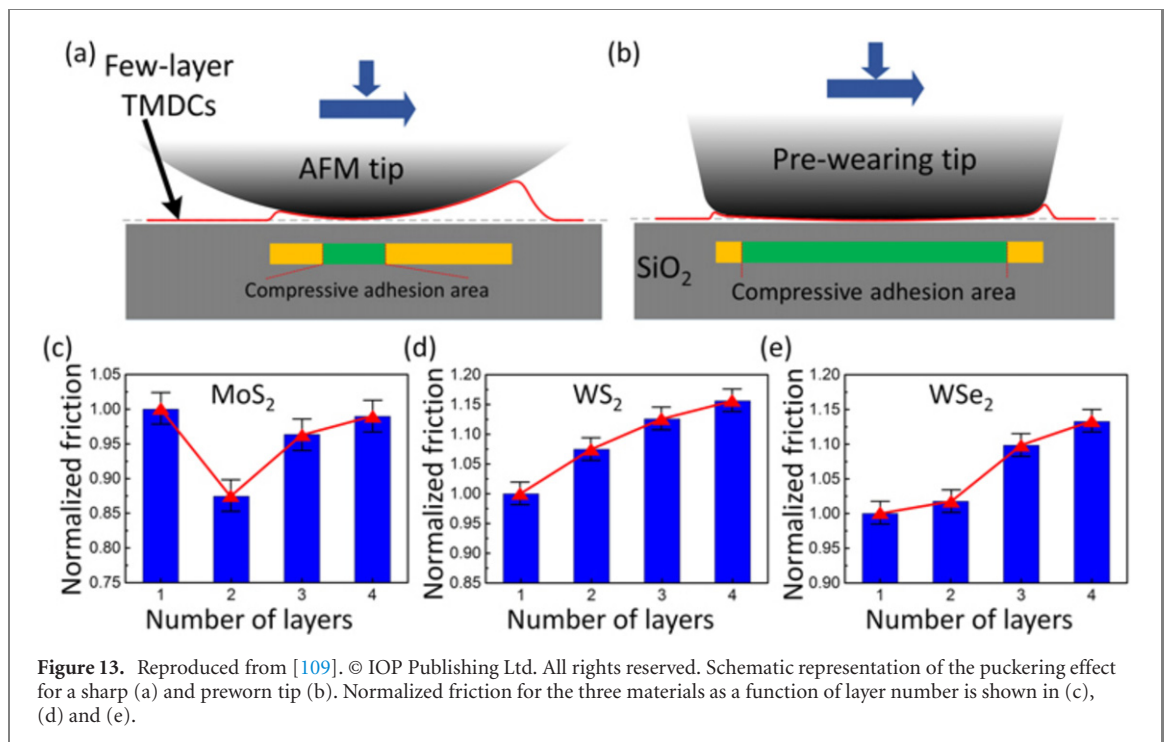 (a)
Few-layer
TMDCs
AFM tip
Compressive adhesion area
(b)
Pre-wearing tip
SiO₂
Compressive adhesion area
(c)
Normalized friction
1.05
1.00
0.95
0.90
0.85
0.80
0.75
MoS₂
1 2 3 4
Number of layers
(d)
Normalized friction
1.20
1.15
1.10
1.05
1.00
0.95
0.90
0.85
WS₂
1 2 3 4
Number of layers
(e)
Normalized friction
1.20
1.15
1.10
1.05
1.00
0.95
0.90
WSe₂
1 2 3 4
Number of layers
Figure 13. Reproduced from [109]. © IOP Publishing Ltd. All rights reserved. Schematic representation of the puckering effect
for a sharp (a) and preworn tip (b). Normalized friction for the three materials as a function of layer number is shown in (c),
(d) and (e).